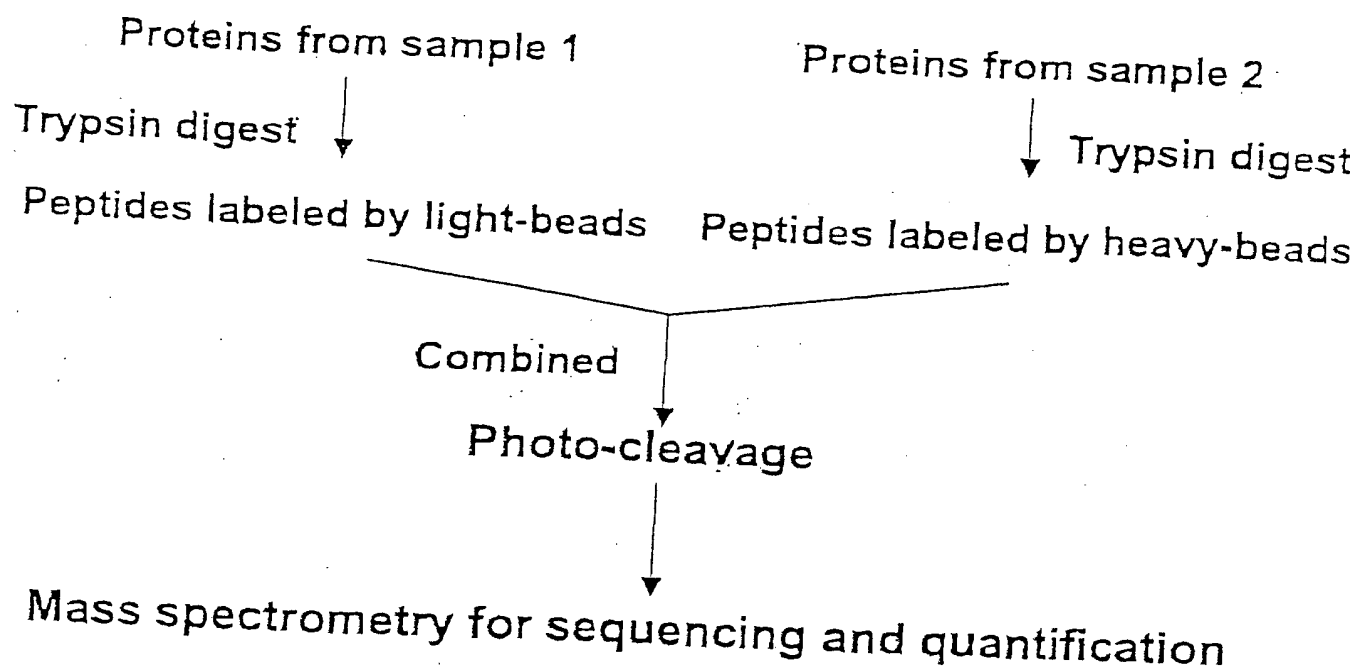 Proteins from sample 1
Proteins from sample 2
Trypsin digest
Trypsin digest
Peptides labeled by light-beads
Peptides labeled by heavy-beads
Combined
Photo-cleavage
Mass spectrometry for sequencing and quantification